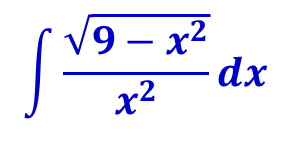 ∫ √(9 − x²) / x² dx